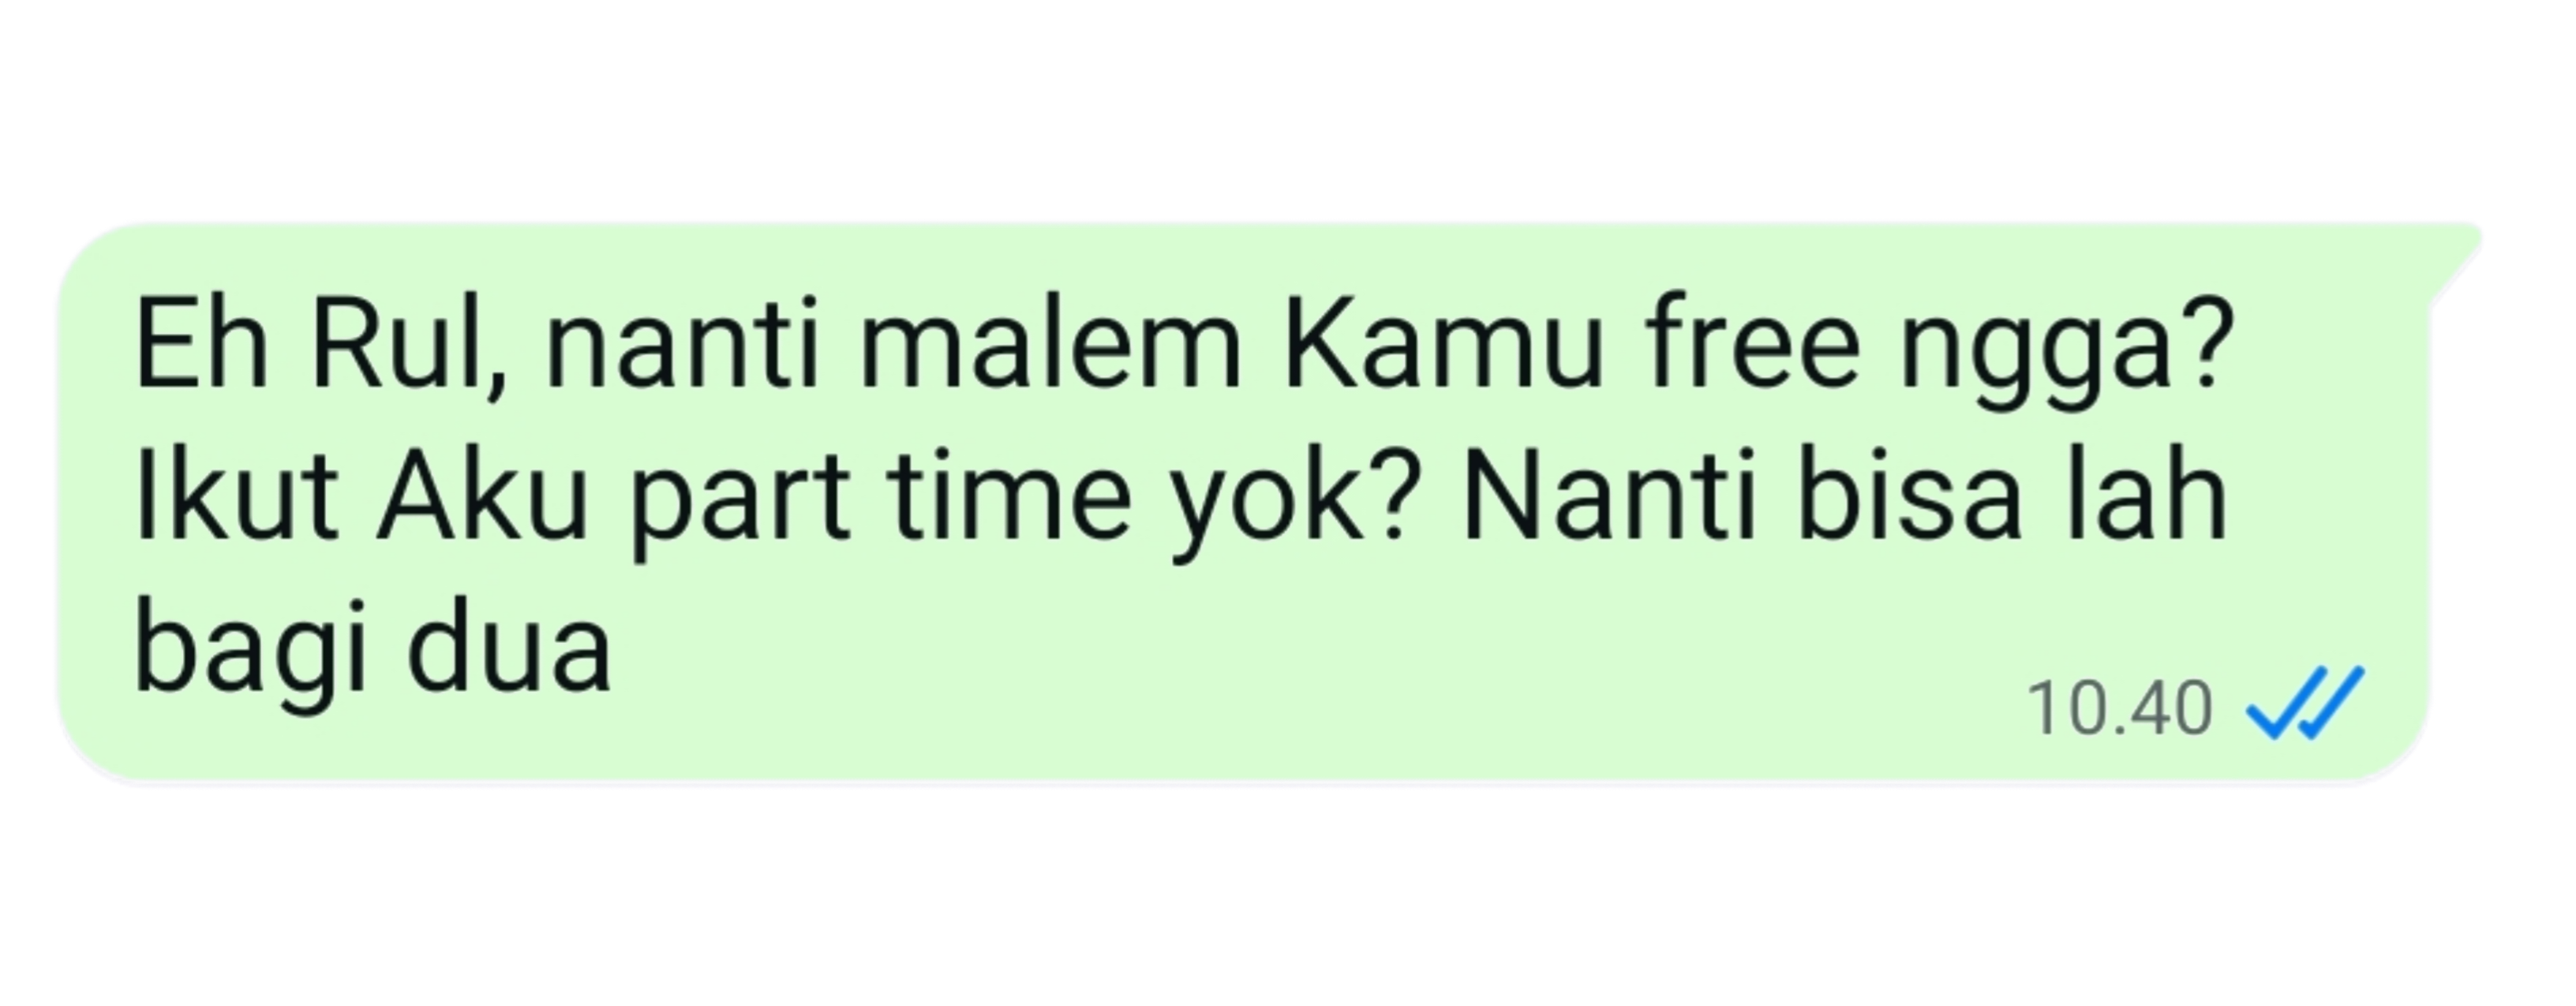 Eh Rul, nanti malem Kamu free ngga?
Ikut Aku part time yok? Nanti bisa lah
bagi dua
10.40